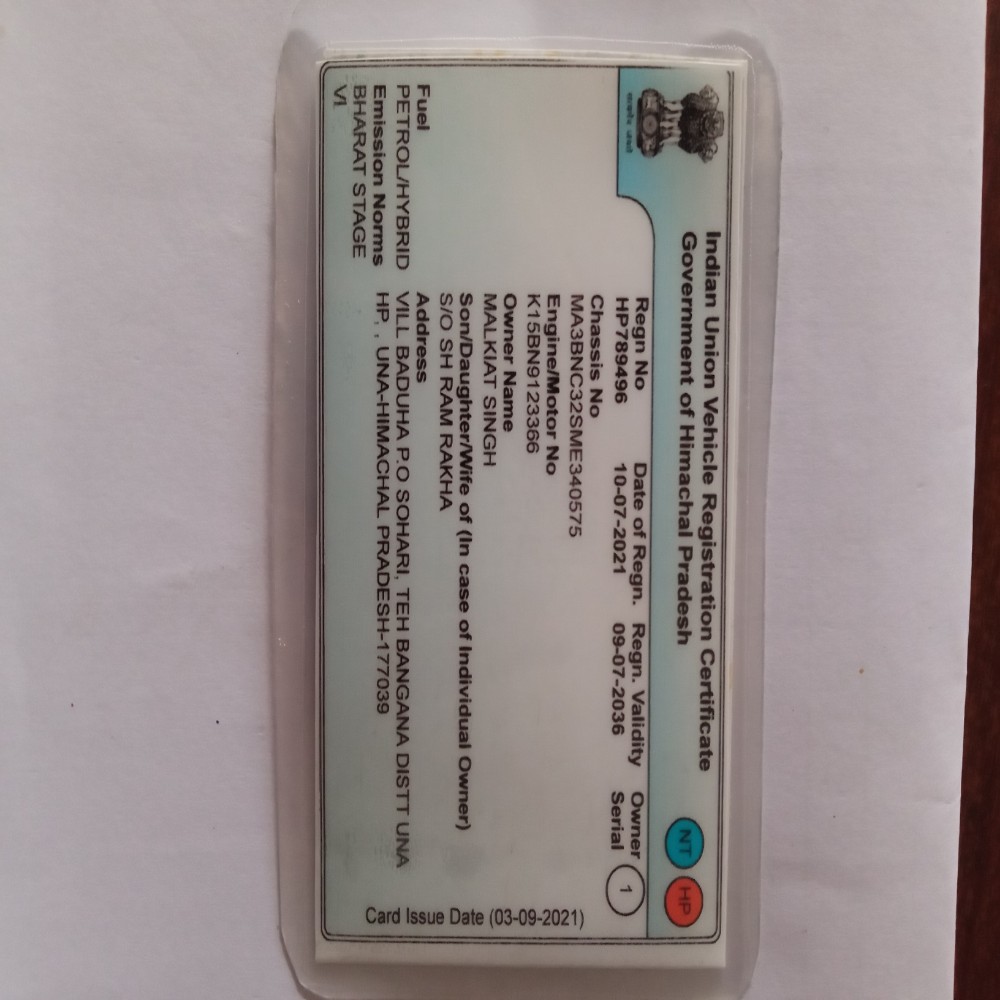 Indian Union Vehicle Registration Certificate
Government of Himachal Pradesh
NT HP
Regn No Date of Regn. Regn. Validity Owner Serial
HP789496 10-07-2021 09-07-2036 1
Chassis No
MA3BNC32SME340575
Engine/Motor No
K15BN9123366
Owner Name
MALKIAT SINGH
Son/Daughter/Wife of (In case of Individual Owner)
S/O SH RAM RAKHA
Fuel
PETROL/HYBRID
Emission Norms
BHARAT STAGE
VI
Address
VILL BADUHA P.O SOHARI, TEH BANGANA DISTT UNA
HP, , UNA-HIMACHAL PRADESH-177039
Card Issue Date (03-09-2021)